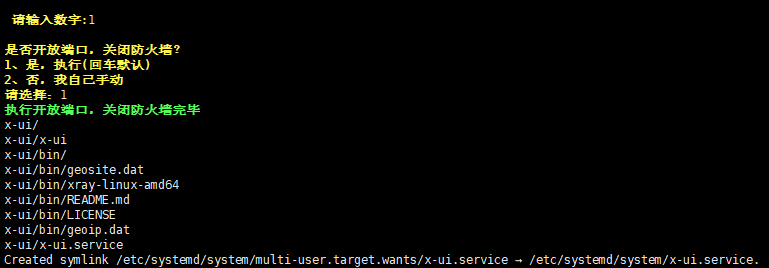 请输入数字:1
是否开放端口，关闭防火墙？
1、是，执行(回车默认)
2、否，我自己手动
请选择：1
执行开放端口，关闭防火墙完毕
x-ui/
x-ui/x-ui
x-ui/bin/
x-ui/bin/geosite.dat
x-ui/bin/xray-linux-amd64
x-ui/bin/README.md
x-ui/bin/LICENSE
x-ui/bin/geoip.dat
x-ui/x-ui.service
Created symlink /etc/systemd/system/multi-user.target.wants/x-ui.service → /etc/systemd/system/x-ui.service.